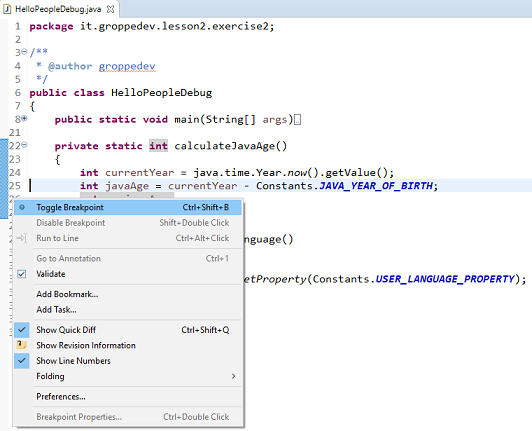 HelloPeopleDebug.java
1 package it.groppedev.lesson2.exercise2;
2
3 /**
4 * @author groppedev
5 */
6 public class HelloPeopleDebug
7 {
8 public static void main(String[] args)
21
22 private static int calculateJavaAge()
23 {
24 int currentYear = java.time.Year.now().getValue();
25 int javaAge = currentYear - Constants.JAVA_YEAR_OF_BIRTH;
Toggle Breakpoint Ctrl+Shift+B
Disable Breakpoint Shift+Double Click
Run to Line Ctrl+Alt+Click
nguage()
Go to Annotation Ctrl+1
Validate
etProperty(Constants.USER_LANGUAGE_PROPERTY);
Add Bookmark...
Add Task...
Show Quick Diff Ctrl+Shift+Q
Show Revision Information
Show Line Numbers
Folding
Preferences...
Breakpoint Properties... Ctrl+Double Click